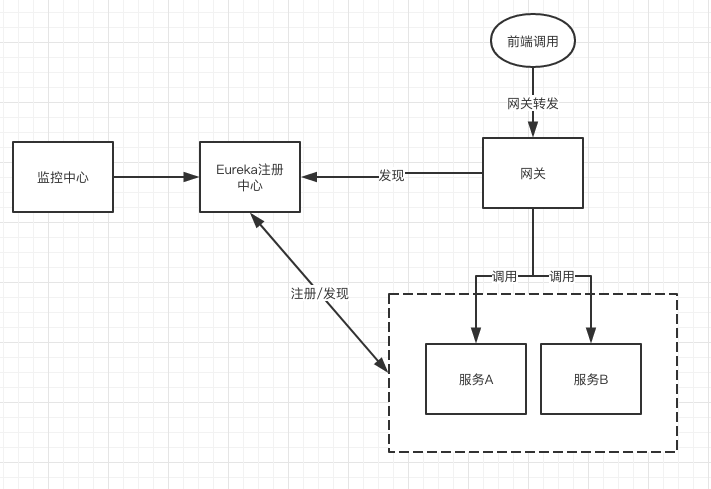 前端调用
网关转发
监控中心
Eureka注册
中心
发现
网关
调用
调用
注册/发现
服务A
服务B